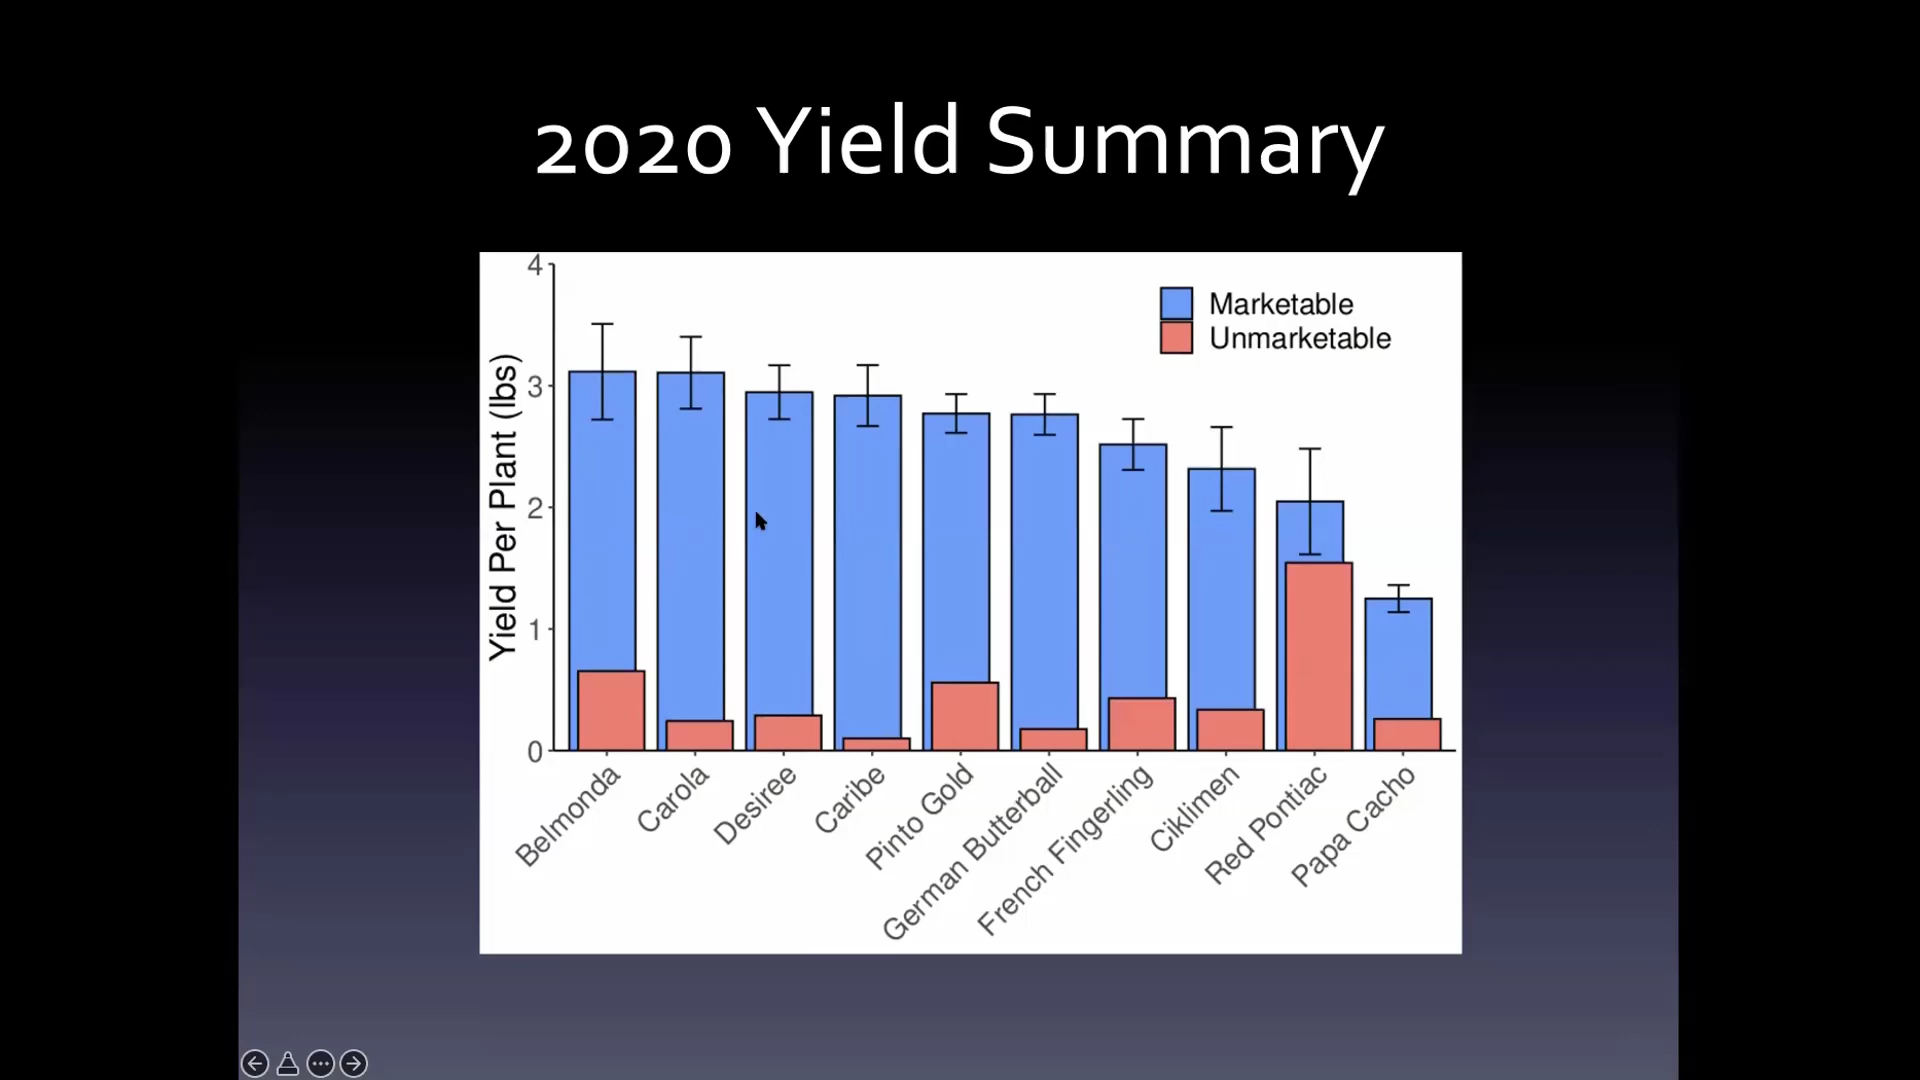 2020 Yield Summary
Marketable
Unmarketable
Yield Per Plant (lbs)
4
3
2
1
0
Belmonda
Carola
Desiree
Caribe
Pinto Gold
German Butterball
French Fingerling
Ciklimen
Red Pontiac
Papa Cacho